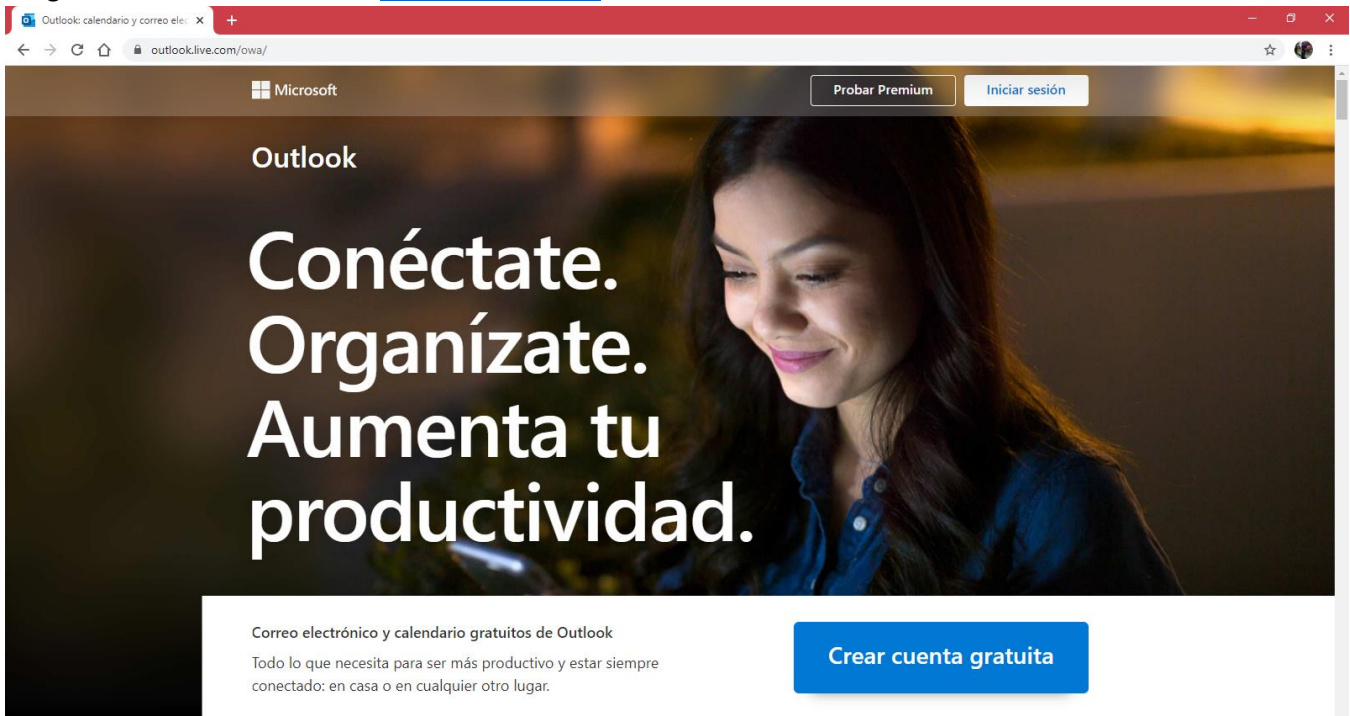 Outlook: calendario y correo elec
outlook.live.com/owa/
Microsoft
Probar Premium
Iniciar sesión
Outlook
Conéctate.
Organízate.
Aumenta tu
productividad.
Correo electrónico y calendario gratuitos de Outlook
Todo lo que necesita para ser más productivo y estar siempre
conectado: en casa o en cualquier otro lugar.
Crear cuenta gratuita